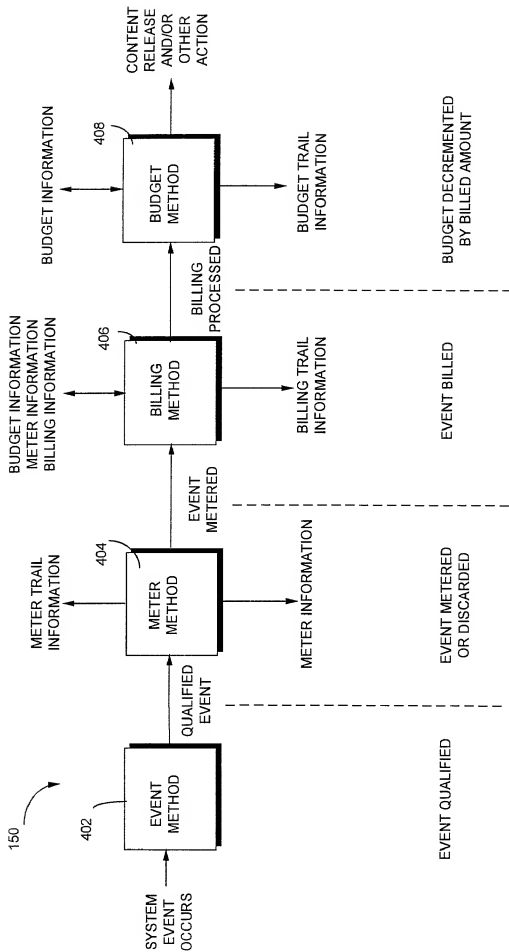 150
SYSTEM
EVENT
OCCURS
402
EVENT
METHOD
QUALIFIED
EVENT
EVENT QUALIFIED
METER TRAIL
INFORMATION
404
METER
METHOD
METER INFORMATION
EVENT
METERED
EVENT METERED
OR DISCARDED
BUDGET INFORMATION
METER INFORMATION
BILLING INFORMATION
406
BILLING
METHOD
BILLING TRAIL
INFORMATION
BILLING
PROCESSED
EVENT BILLED
BUDGET INFORMATION
408
BUDGET
METHOD
BUDGET TRAIL
INFORMATION
CONTENT
RELEASE
AND/OR
OTHER
ACTION
BUDGET DECREMENTED
BY BILLED AMOUNT